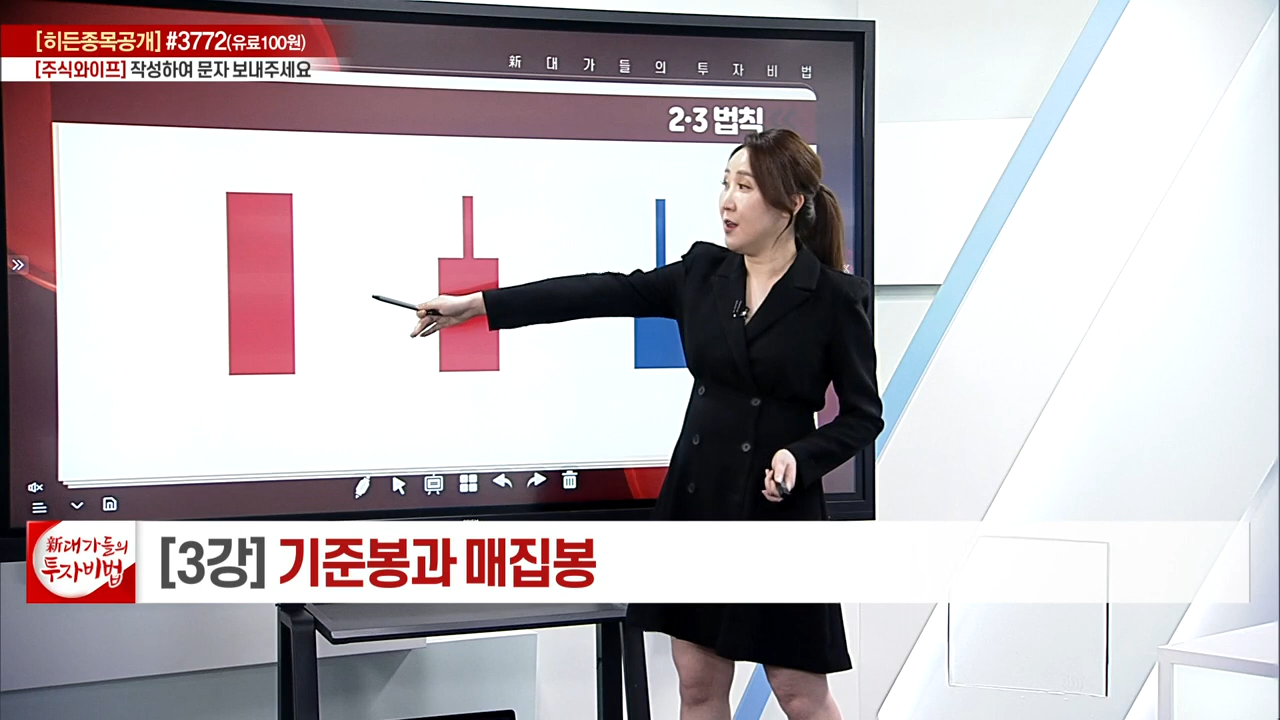 [히든종목공개] #3772(유료100원)
[주식와이프] 작성하여 문자 보내주세요
新 대 가 들 의 투 자 비 법
2·3 법칙
新대가들의
투자비법
[3강] 기준봉과 매집봉